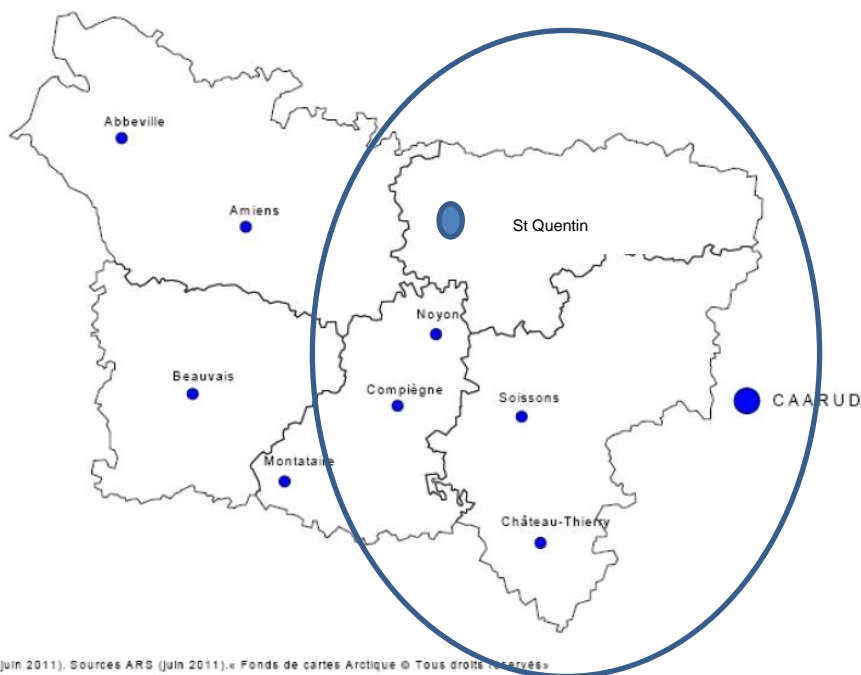 Abbeville
Amiens
St Quentin
Noyon
Beauvais
Compiègne
Soissons
CAARUD
Montataire
Château-Thierry
juin 2011). Sources ARS (juin 2011).« Fonds de cartes Arctique © Tous droits réservés»